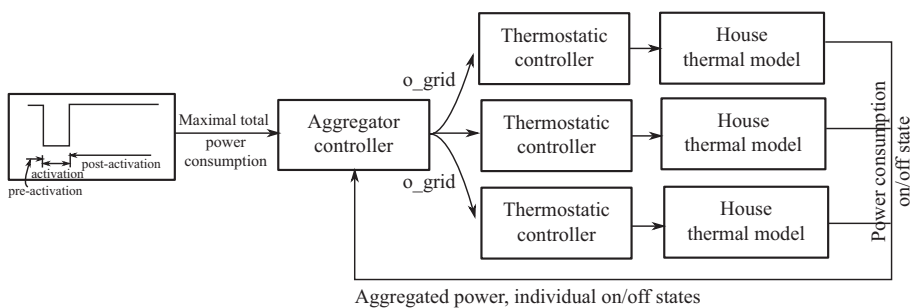 pre-activation
activation
post-activation
Maximal total
power
consumption
Aggregator
controller
o_grid
o_grid
Thermostatic
controller
House
thermal model
Thermostatic
controller
House
thermal model
Thermostatic
controller
House
thermal model
Power consumption
on/off state
Aggregated power, individual on/off states